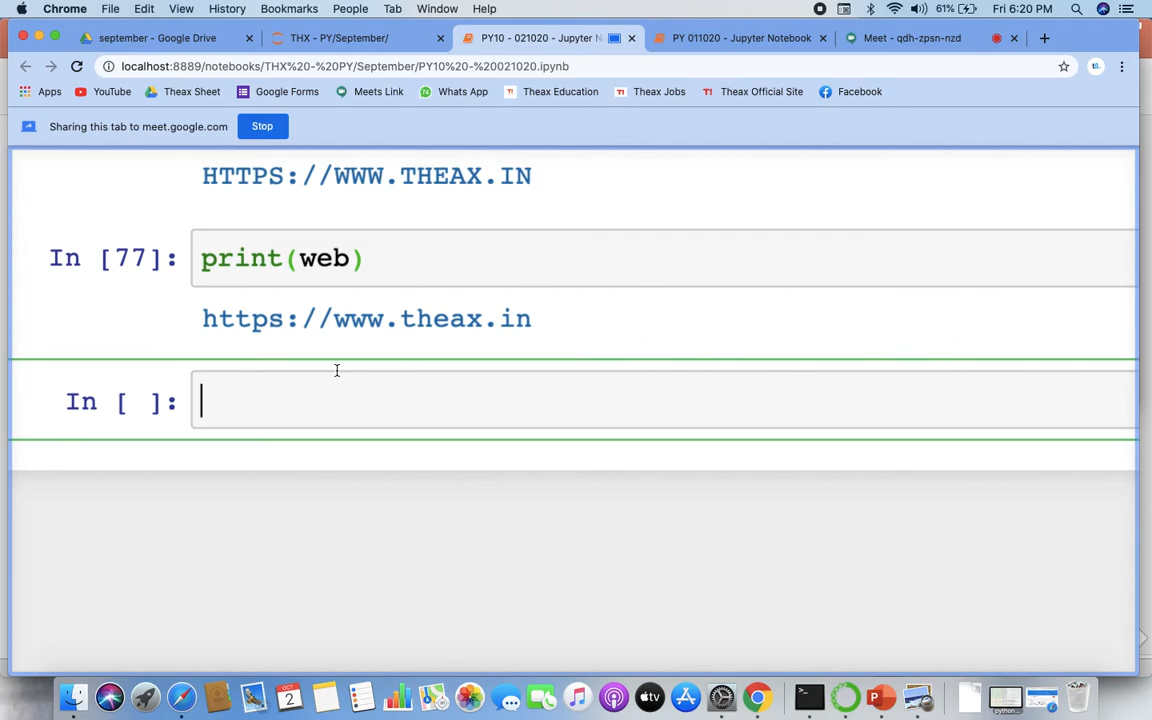 Chrome File Edit View History Bookmarks People Tab Window Help 61% Fri 6:20 PM
september - Google Drive THX - PY/September/ PY10 - 021020 - Jupyter N PY 011020 - Jupyter Notebook Meet - qdh-zpsn-nzd
localhost:8889/notebooks/THX%20-%20PY/September/PY10%20-%20021020.ipynb
Apps YouTube Theax Sheet Google Forms Meets Link Whats App Theax Education Theax Jobs Theax Official Site Facebook
Sharing this tab to meet.google.com Stop
HTTPS://WWW.THEAX.IN
In [77]: print(web)
https://www.theax.in
In [ ]: